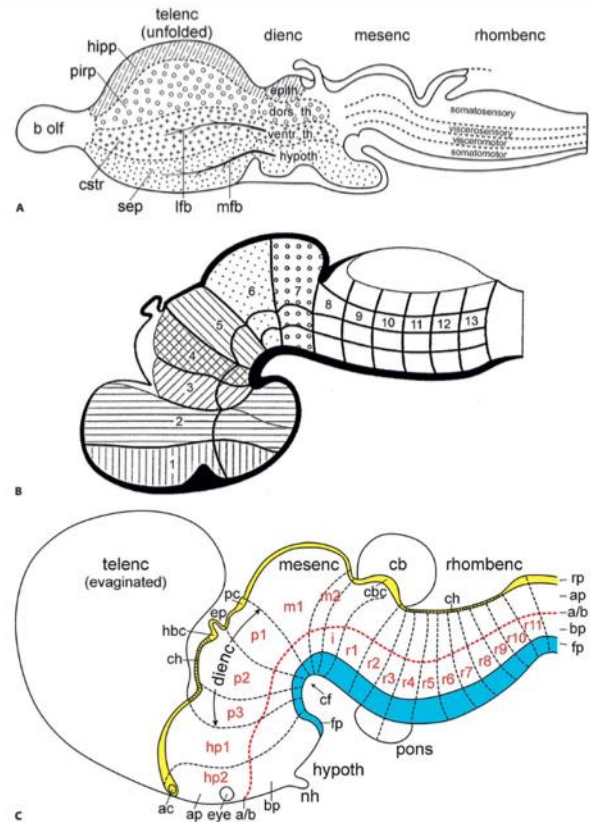 telenc
(unfolded)
dienc
mesenc
rhombenc
hipp
pirp
b olf
cstr
sep
lfb
mfb
epith
dors. th.
ventr. th.
hypoth
somatosensory
viscerosensory
visceromotor
somatomotor
A
1
2
3
4
5
6
7
8
9
10
11
12
13
B
telenc
(evaginated)
mesenc
cb
rhombenc
pc
ep
hbc
ch
dienc
m1
m2
cbc
ch
rp
ap
a/b
bp
fp
p1
p2
p3
hp1
hp2
i
r1
r2
r3
r4
r5
r6
r7
r8
r9
r10
r11
cf
fp
pons
hypoth
nh
ac
ap
eye
a/b
bp
C